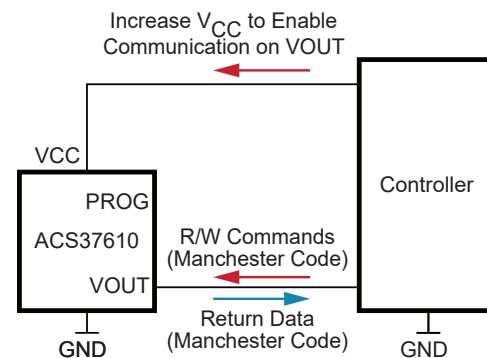 Increase VCC to Enable
Communication on VOUT
VCC
PROG
ACS37610
VOUT
GND
R/W Commands
(Manchester Code)
Return Data
(Manchester Code)
Controller
GND